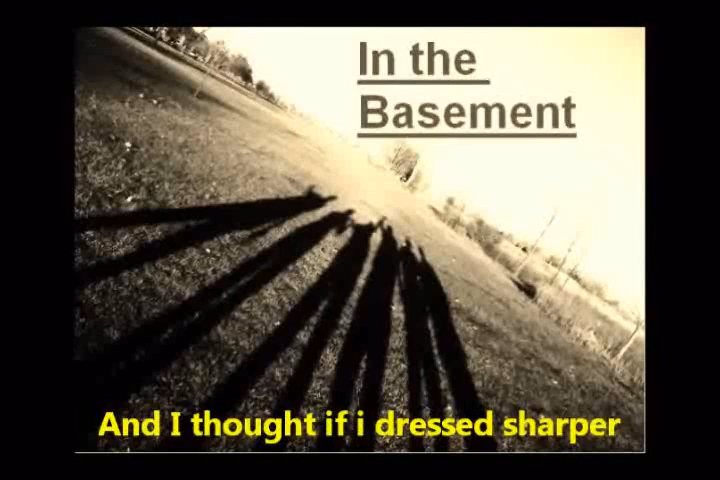 In the
Basement
And I thought if i dressed sharper